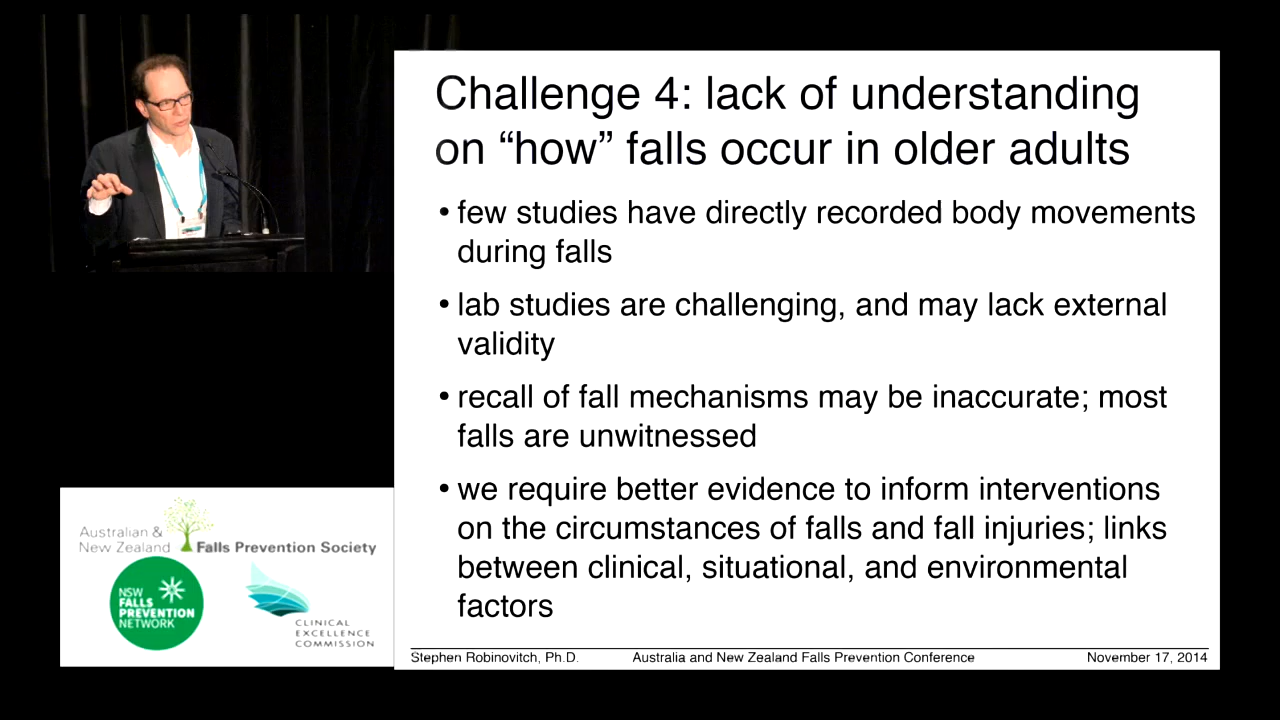 Challenge 4: lack of understanding
on “how” falls occur in older adults
• few studies have directly recorded body movements
during falls
• lab studies are challenging, and may lack external
validity
• recall of fall mechanisms may be inaccurate; most
falls are unwitnessed
• we require better evidence to inform interventions
on the circumstances of falls and fall injuries; links
between clinical, situational, and environmental
factors
Stephen Robinovitch, Ph.D. Australia and New Zealand Falls Prevention Conference November 17, 2014
Australian &
New Zealand Falls Prevention Society
NSW
FALLS
PREVENTION
NETWORK
CLINICAL
EXCELLENCE
COMMISSION